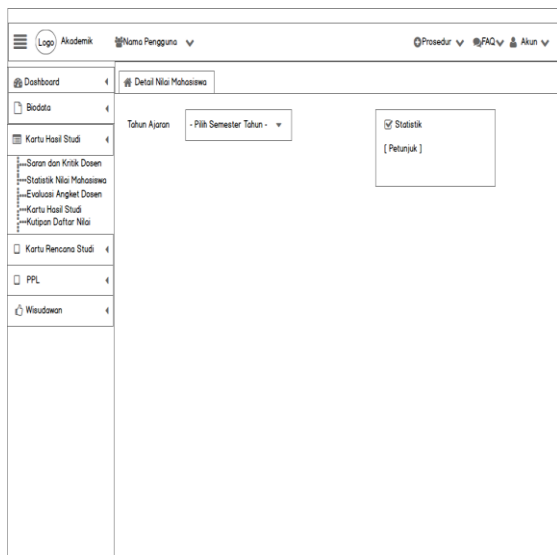 Logo Akademik Nama Pengguna Prosedur FAQ Akun
Dashboard
Biodata
Kartu Hasil Studi
Saran dan Kritik Dosen
Statistik Nilai Mahasiswa
Evaluasi Angket Dosen
Kartu Hasil Studi
Kutipan Daftar Nilai
Kartu Rencana Studi
PPL
Wisudawan
Detail Nilai Mahasiswa
Tahun Ajaran - Pilih Semester Tahun -
Statistik
[ Petunjuk ]